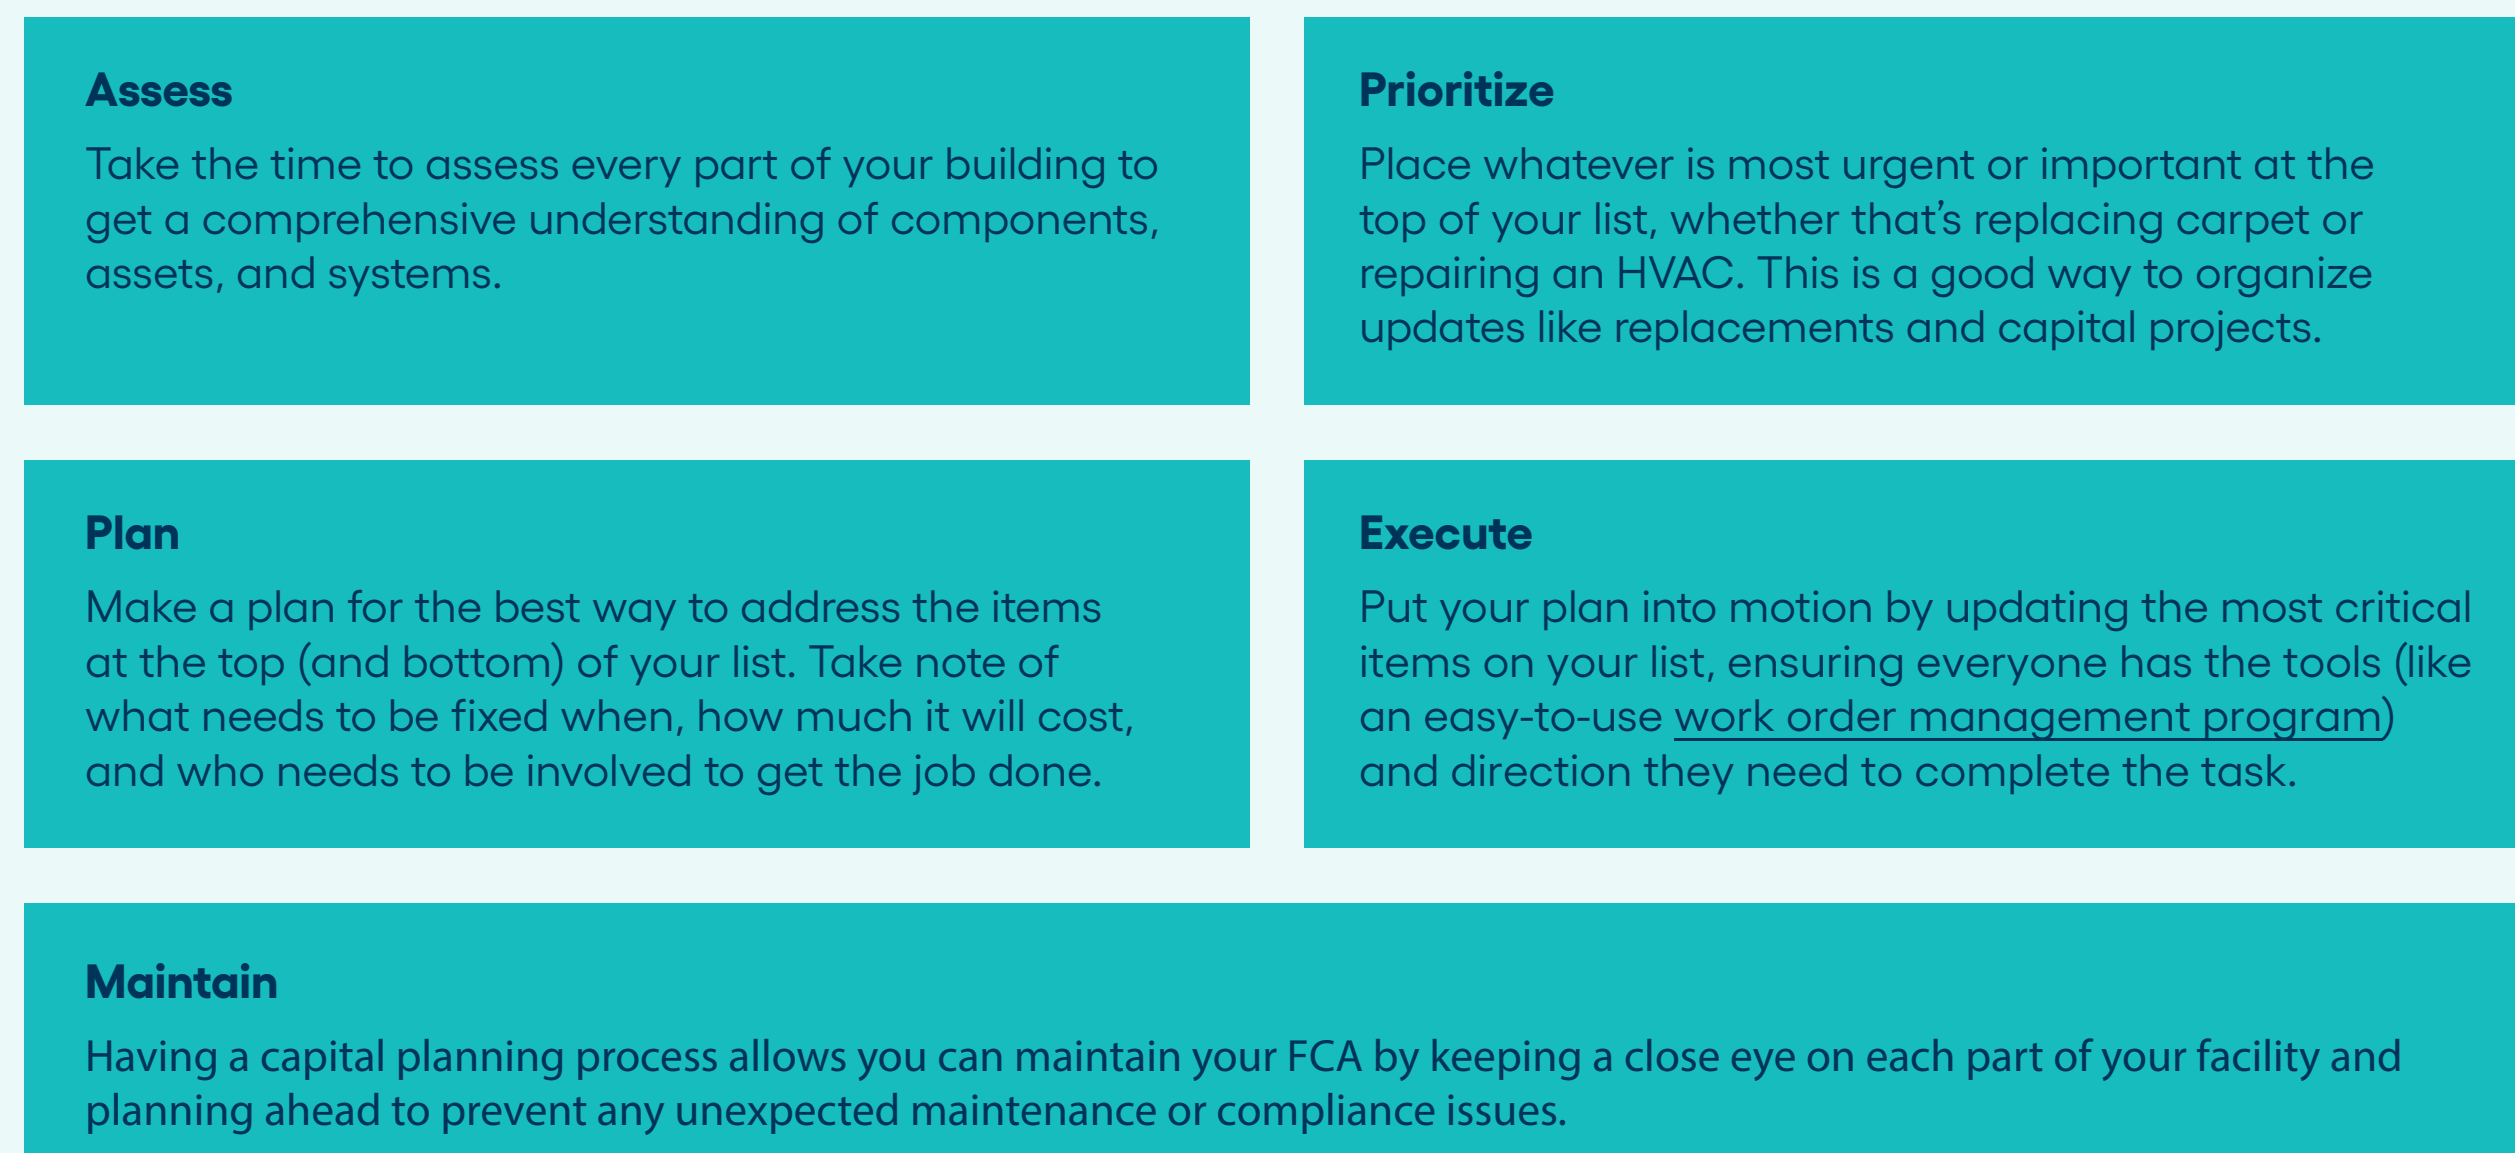 Assess
Take the time to assess every part of your building to
get a comprehensive understanding of components,
assets, and systems.
Prioritize
Place whatever is most urgent or important at the
top of your list, whether that’s replacing carpet or
repairing an HVAC. This is a good way to organize
updates like replacements and capital projects.
Plan
Make a plan for the best way to address the items
at the top (and bottom) of your list. Take note of
what needs to be fixed when, how much it will cost,
and who needs to be involved to get the job done.
Execute
Put your plan into motion by updating the most critical
items on your list, ensuring everyone has the tools (like
an easy-to-use work order management program)
and direction they need to complete the task.
Maintain
Having a capital planning process allows you can maintain your FCA by keeping a close eye on each part of your facility and
planning ahead to prevent any unexpected maintenance or compliance issues.